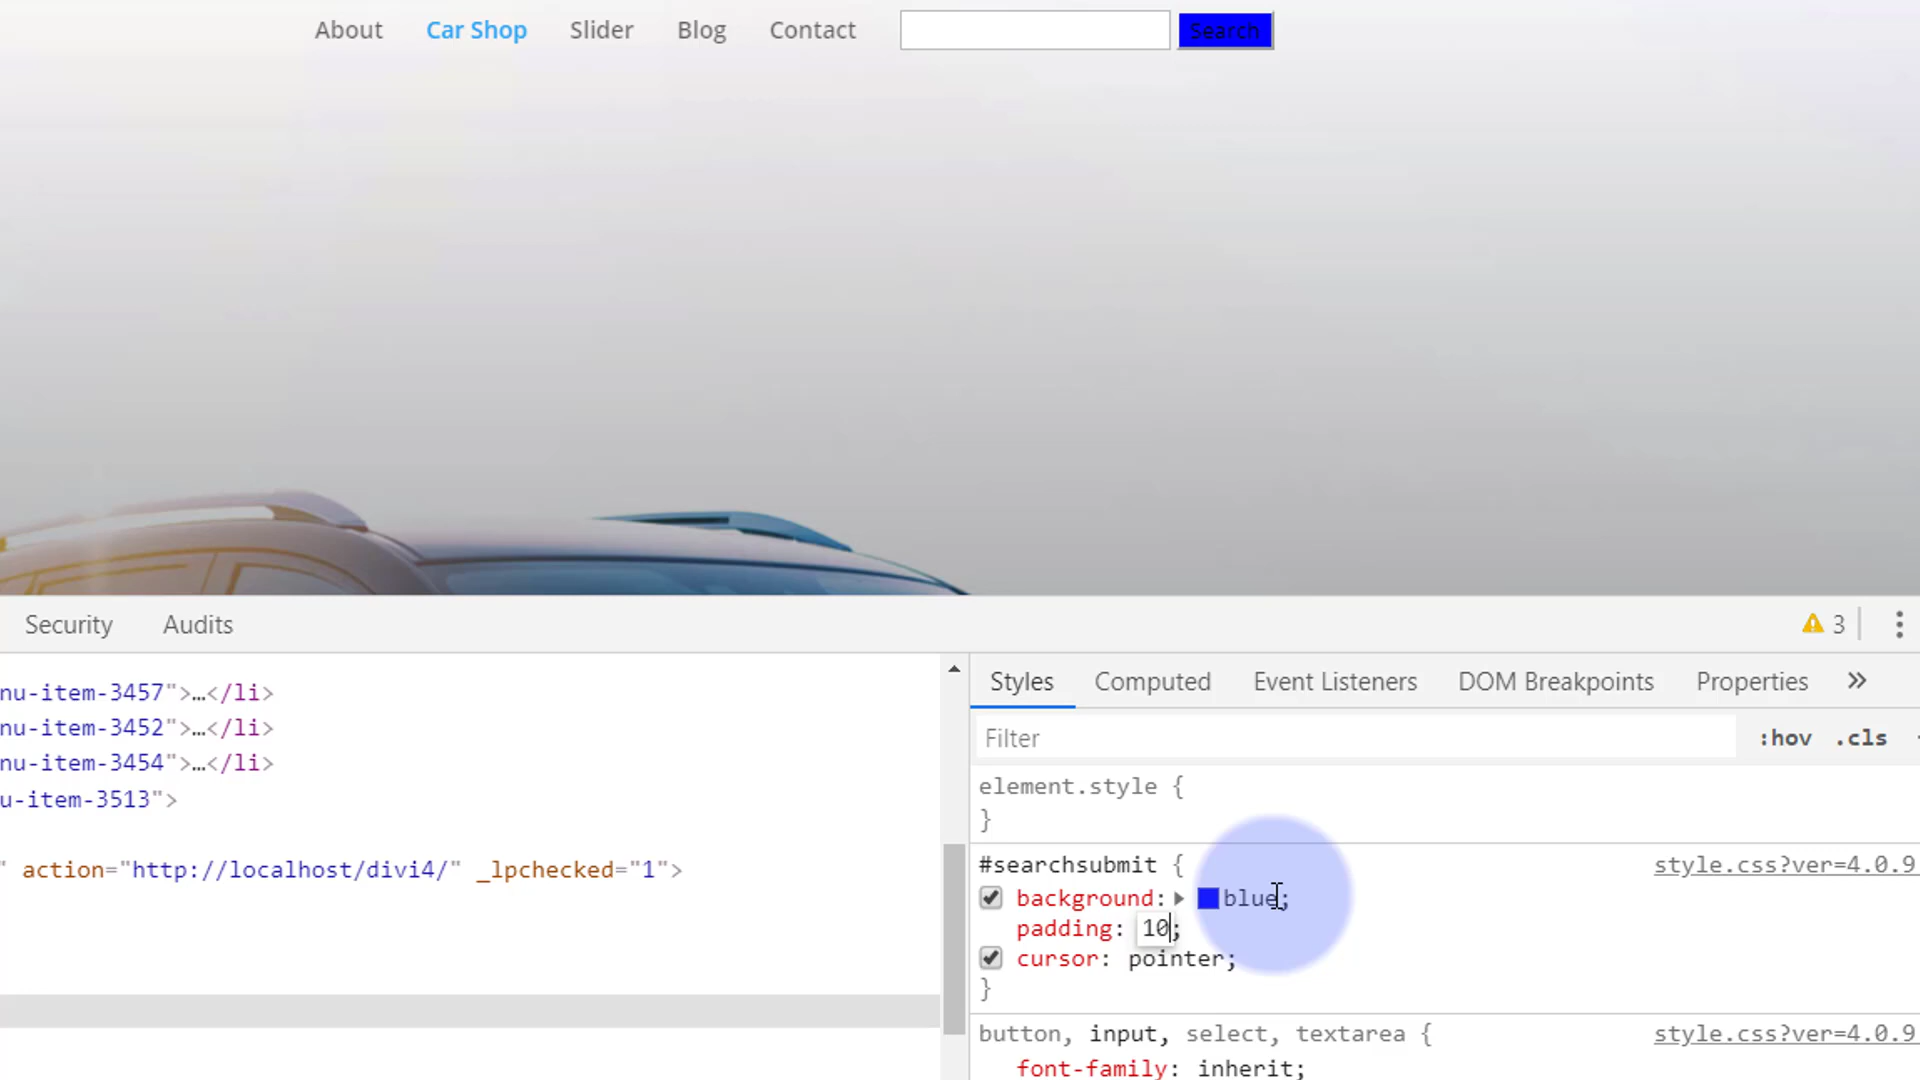 About Car Shop Slider Blog Contact Search
Security Audits 3
nu-item-3457">…</li>
nu-item-3452">…</li>
nu-item-3454">…</li>
u-item-3513">
" action="http://localhost/divi4/" _lpchecked="1">
Styles Computed Event Listeners DOM Breakpoints Properties »
Filter :hov .cls
element.style {
}
#searchsubmit { style.css?ver=4.0.9
background: blue;
padding: 10;
cursor: pointer;
}
button, input, select, textarea { style.css?ver=4.0.9
font-family: inherit;